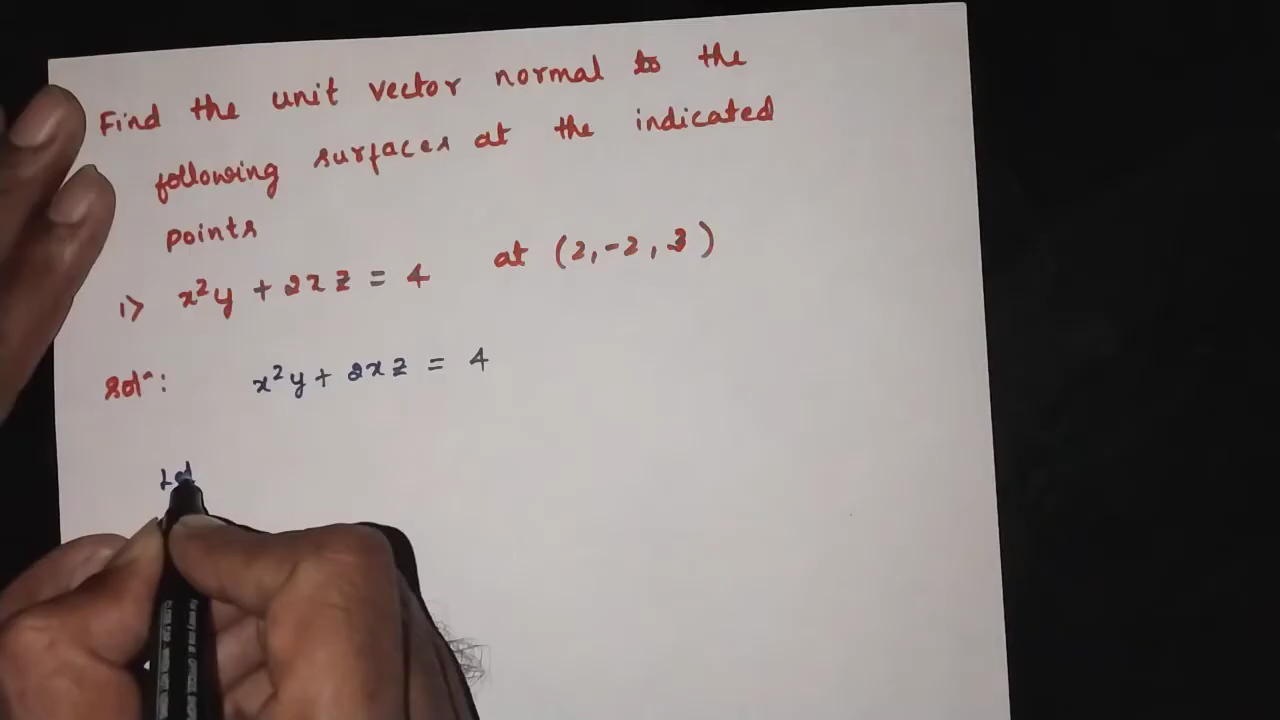 Find the unit vector normal to the
following surfaces at the indicated
points
1) x²y + 2xz = 4 at (2,-2,3)
solⁿ: x²y + 2xz = 4